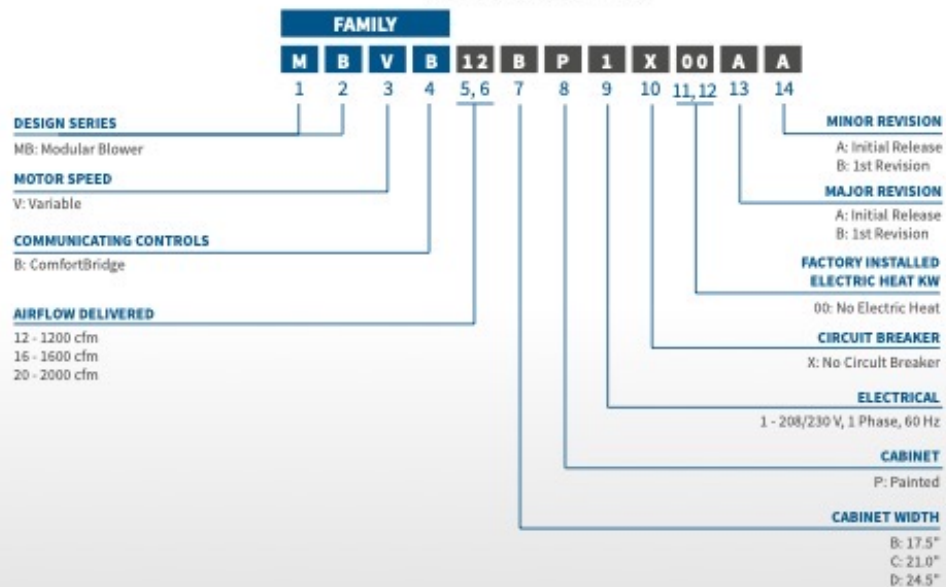 FAMILY
M B V B 12 B P 1 X 00 A A
1 2 3 4 5, 6 7 8 9 10 11, 12 13 14
DESIGN SERIES
MB: Modular Blower
MOTOR SPEED
V: Variable
COMMUNICATING CONTROLS
B: ComfortBridge
AIRFLOW DELIVERED
12 - 1200 cfm
16 - 1600 cfm
20 - 2000 cfm
MINOR REVISION
A: Initial Release
B: 1st Revision
MAJOR REVISION
A: Initial Release
B: 1st Revision
FACTORY INSTALLED
ELECTRIC HEAT KW
00: No Electric Heat
CIRCUIT BREAKER
X: No Circult Breaker
ELECTRICAL
1 - 208/230 V, 1 Phase, 60 Hz
CABINET
P: Painted
CABINET WIDTH
B: 17.5"
C: 21.0"
D: 24.5"